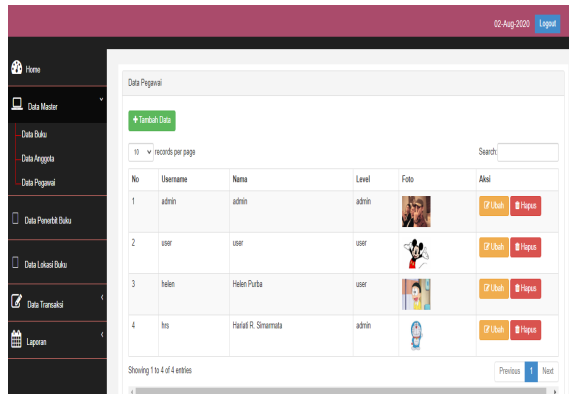 02-Aug-2020 Logout
Home
Data Master
Data Buku
Data Anggota
Data Pegawai
Data Penerbit Buku
Data Lokasi Buku
Data Transaksi
Laporan
Data Pegawai
+Tambah Data
10 records per page Search:
No Username Nama Level Foto Aksi
1 admin admin admin Ubah Hapus
2 user user user Ubah Hapus
3 helen Helen Purba user Ubah Hapus
4 hrs Hariati R. Simarmata admin Ubah Hapus
Showing 1 to 4 of 4 entries Previous 1 Next